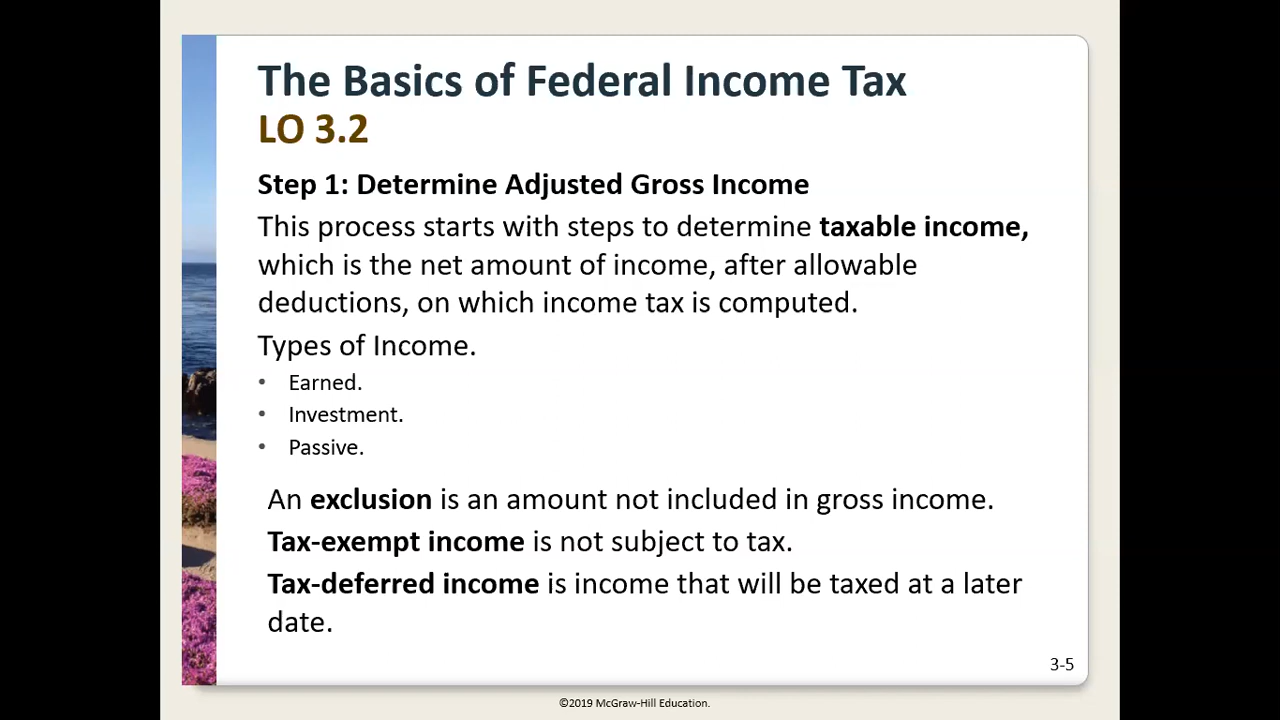 The Basics of Federal Income Tax
LO 3.2
Step 1: Determine Adjusted Gross Income
This process starts with steps to determine taxable income,
which is the net amount of income, after allowable
deductions, on which income tax is computed.
Types of Income.
• Earned.
• Investment.
• Passive.
An exclusion is an amount not included in gross income.
Tax-exempt income is not subject to tax.
Tax-deferred income is income that will be taxed at a later
date.
3-5
©2019 McGraw-Hill Education.